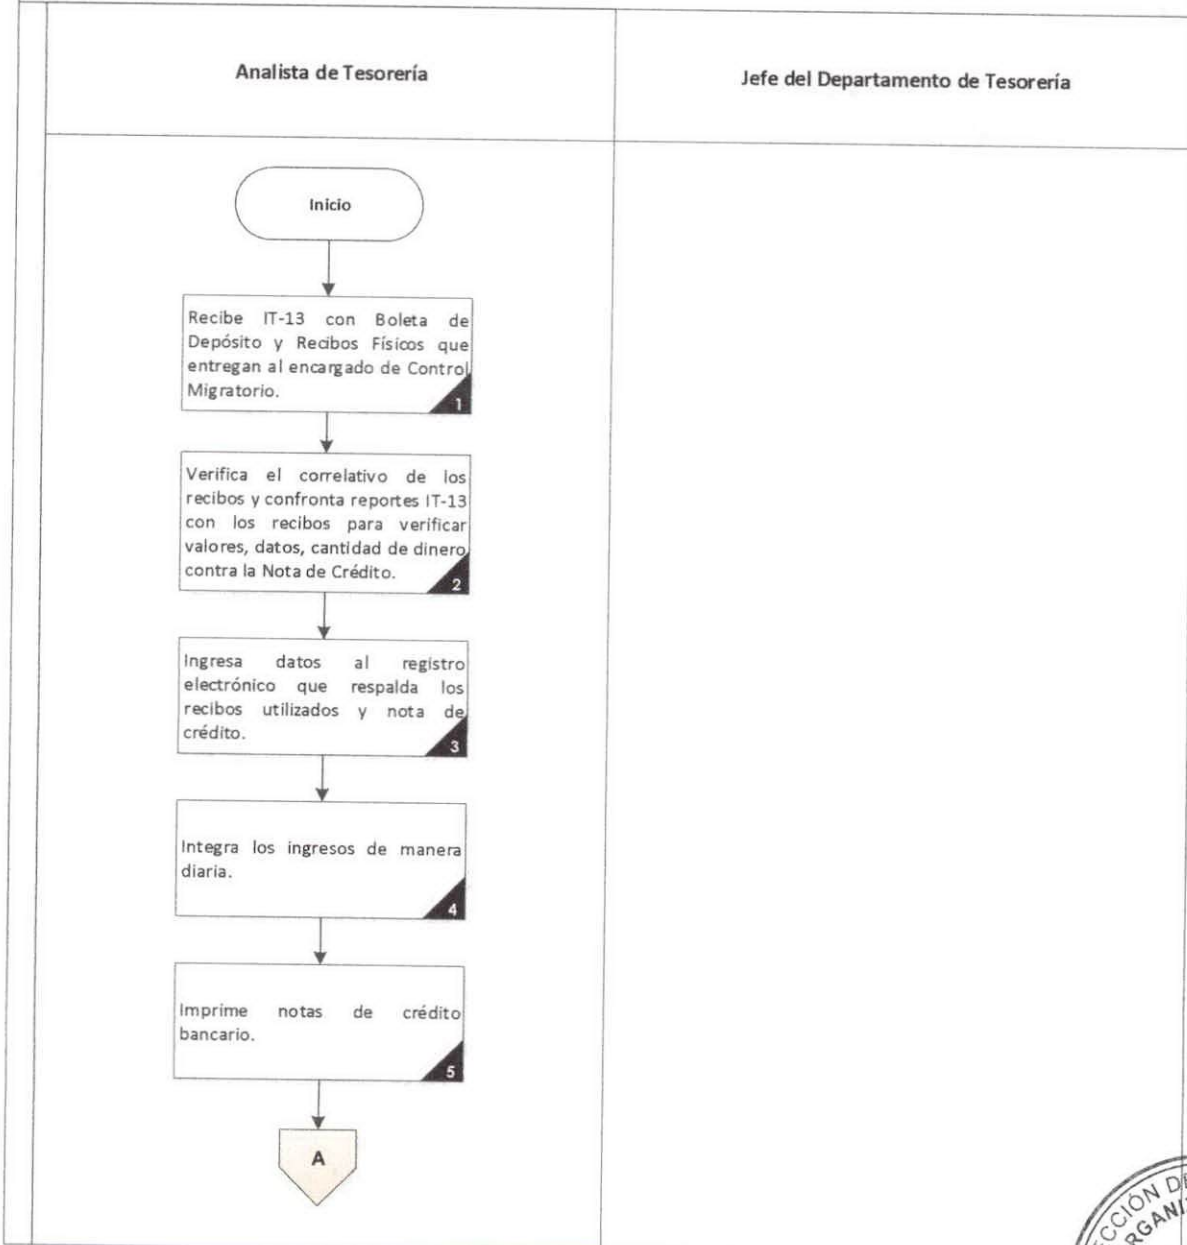 Analista de Tesorería
Jefe del Departamento de Tesorería
Inicio
Recibe IT-13 con Boleta de
Depósito y Recibos Físicos que
entregan al encargado de Control
Migratorio.
1
Verifica el correlativo de los
recibos y confronta reportes IT-13
con los recibos para verificar
valores, datos, cantidad de dinero
contra la Nota de Crédito.
2
Ingresa datos al registro
electrónico que respalda los
recibos utilizados y nota de
crédito.
3
Integra los ingresos de manera
diaria.
4
Imprime notas de crédito
bancario.
5
A